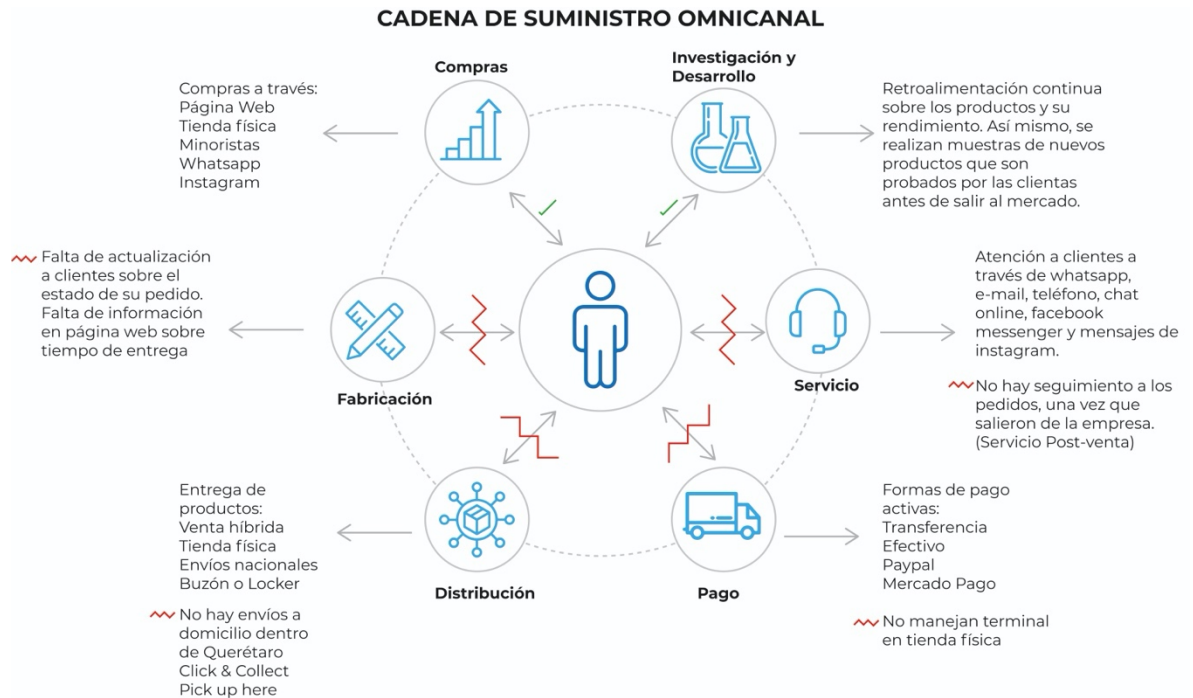 CADENA DE SUMINISTRO OMNICANAL
Compras
Compras a través:
Página Web
Tienda física
Minoristas
Whatsapp
Instagram
Investigación y
Desarrollo
Retroalimentación continua
sobre los productos y su
rendimiento. Así mismo, se
realizan muestras de nuevos
productos que son
probados por las clientas
antes de salir al mercado.
Falta de actualización
a clientes sobre el
estado de su pedido.
Falta de información
en página web sobre
tiempo de entrega
Fabricación
Servicio
Atención a clientes a
través de whatsapp,
e-mail, teléfono, chat
online, facebook
messenger y mensajes de
instagram.
No hay seguimiento a los
pedidos, una vez que
salieron de la empresa.
(Servicio Post-venta)
Entrega de
productos:
Venta híbrida
Tienda física
Envíos nacionales
Buzón o Locker
No hay envíos a
domicilio dentro
de Querétaro
Click & Collect
Pick up here
Distribución
Pago
Formas de pago
activas:
Transferencia
Efectivo
Paypal
Mercado Pago
No manejan terminal
en tienda física